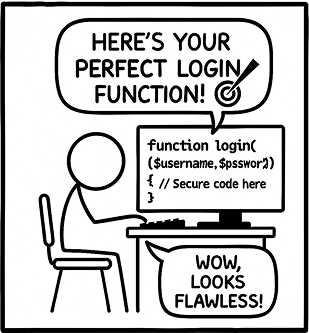 HERE'S YOUR
PERFECT LOGIN
FUNCTION!
function login(
($username,$psswor2))
{ // Secure code here
}
WOW,
LOOKS
FLAWLESS!